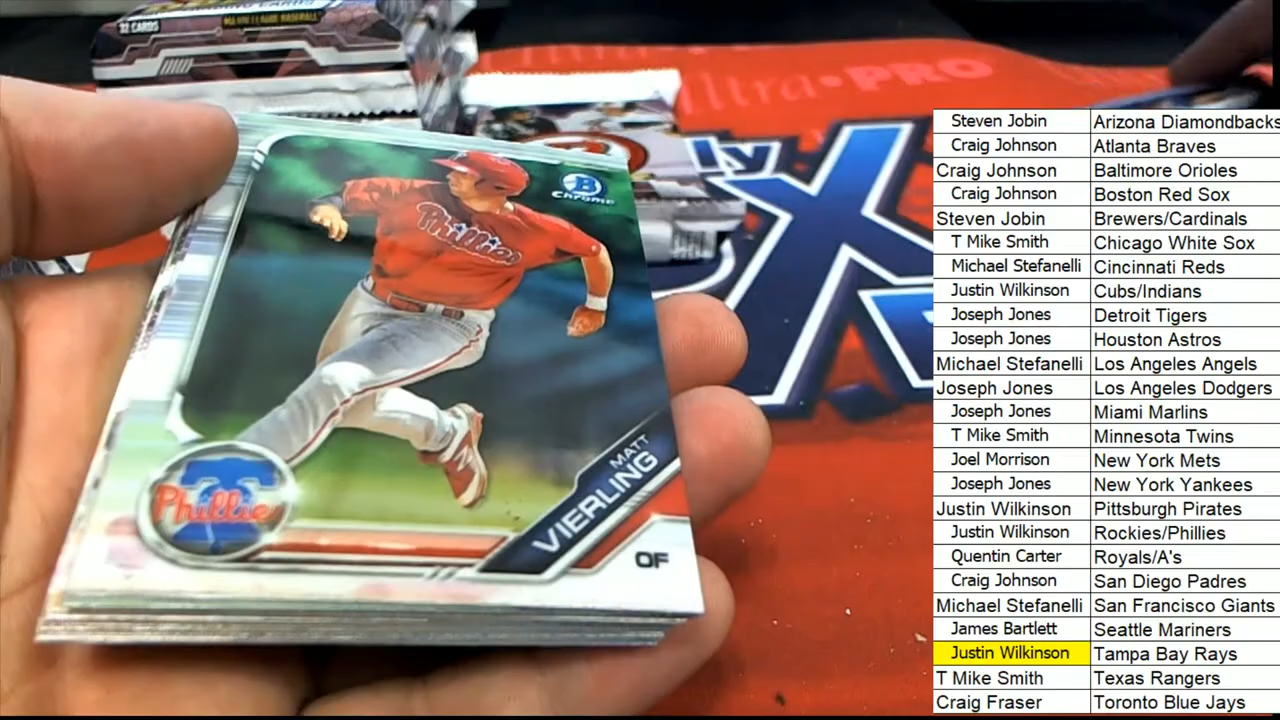 32 CARDS
MAJOR LEAGUE BASEBALL
Ultra•PRO
ly
B
Chrome
Phillies
Phillies
MATT
VIERLING
OF
Steven Jobin Arizona Diamondbacks
Craig Johnson Atlanta Braves
Craig Johnson Baltimore Orioles
Craig Johnson Boston Red Sox
Steven Jobin Brewers/Cardinals
T Mike Smith Chicago White Sox
Michael Stefanelli Cincinnati Reds
Justin Wilkinson Cubs/Indians
Joseph Jones Detroit Tigers
Joseph Jones Houston Astros
Michael Stefanelli Los Angeles Angels
Joseph Jones Los Angeles Dodgers
Joseph Jones Miami Marlins
T Mike Smith Minnesota Twins
Joel Morrison New York Mets
Joseph Jones New York Yankees
Justin Wilkinson Pittsburgh Pirates
Justin Wilkinson Rockies/Phillies
Quentin Carter Royals/A's
Craig Johnson San Diego Padres
Michael Stefanelli San Francisco Giants
James Bartlett Seattle Mariners
Justin Wilkinson Tampa Bay Rays
T Mike Smith Texas Rangers
Craig Fraser Toronto Blue Jays